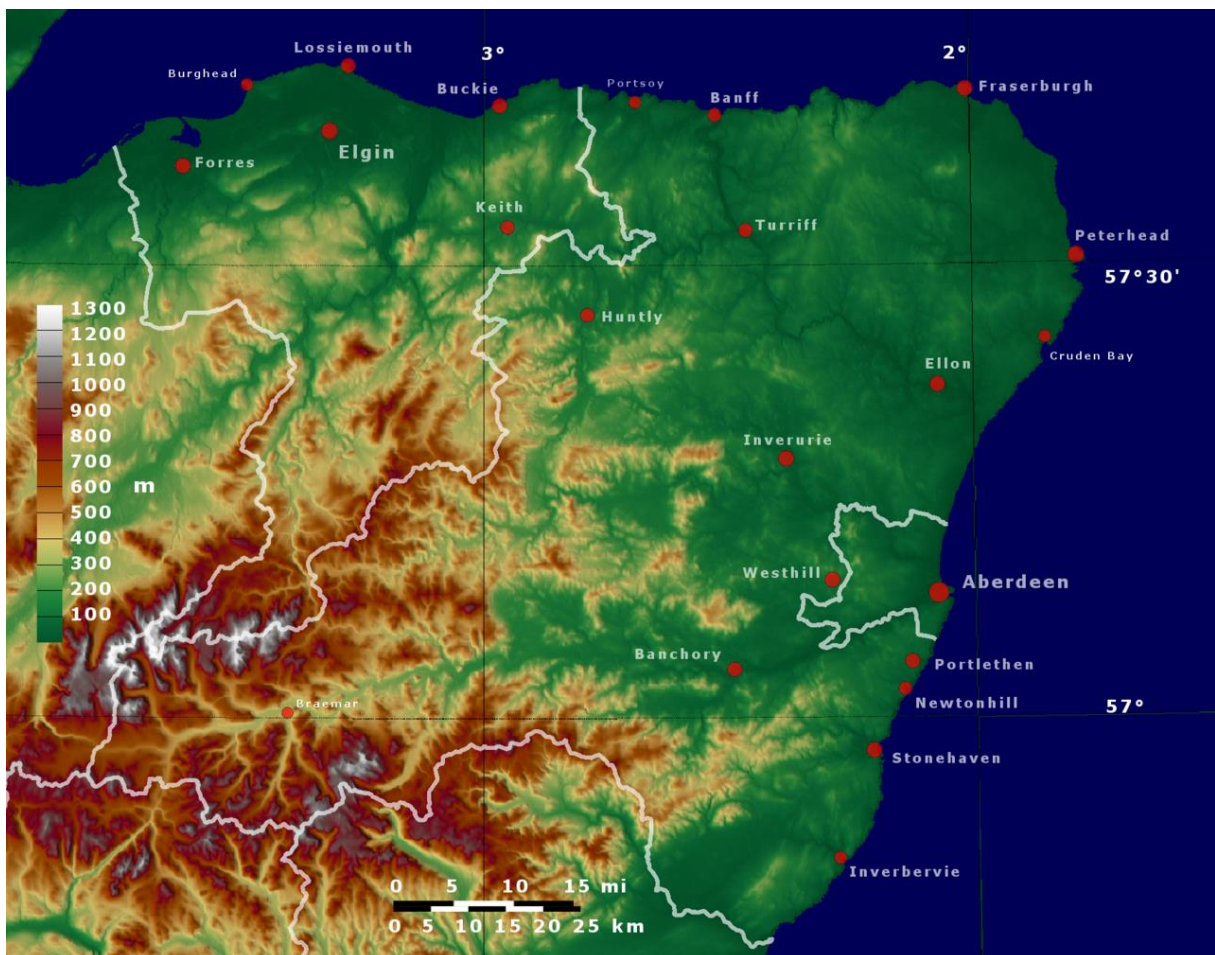 Lossiemouth
3°
2°
Burghead
Buckie
Portsoy
Banff
Fraserburgh
Elgin
Forres
Keith
Turriff
Peterhead
57°30'
Huntly
Cruden Bay
Ellon
1300
1200
1100
1000
900
800
700
600 m
500
400
300
200
100
Inverurie
Westhill
Aberdeen
Banchory
Portlethen
Braemar
Newtonhill
57°
Stonehaven
Inverbervie
0 5 10 15 mi
0 5 10 15 20 25 km